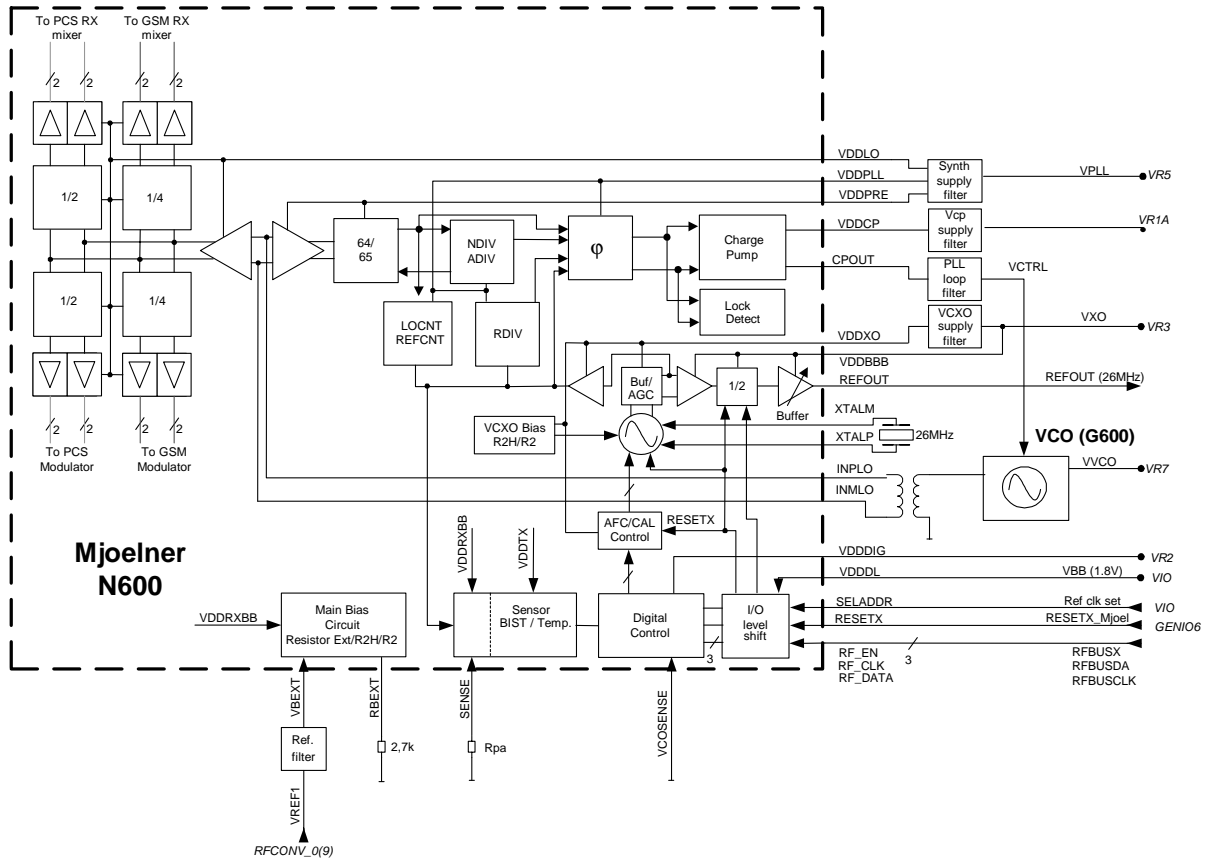 To PCS RX
mixer
To GSM RX
mixer
2
2
2
2
1/2
1/4
1/2
1/4
2
2
2
2
To PCS
Modulator
To GSM
Modulator
64/
65
NDIV
ADIV
φ
Charge
Pump
LOCNT
REFCNT
RDIV
Lock
Detect
VDDLO
VDDPLL
VDDPRE
Synth
supply
filter
VPLL
VR5
VDDCP
Vcp
supply
filter
VR1A
CPOUT
PLL
loop
filter
VCTRL
VDDXO
VCXO
supply
filter
VXO
VR3
VDDBBB
REFOUT
REFOUT (26MHz)
Buf/
AGC
1/2
Buffer
VCXO Bias
R2H/R2
XTALM
XTALP
26MHz
VCO (G600)
INPLO
INMLO
VVCO
VR7
AFC/CAL
Control
RESETX
Mjoelner
N600
VDDRXBB
VDDTX
VDDDIG
VR2
VDDDL
VBB (1.8V)
VIO
SELADDR
Ref clk set
VIO
RESETX
RESETX_Mjoel
GENIO6
VDDRXBB
Main Bias
Circuit
Resistor Ext/R2H/R2
Sensor
BIST / Temp.
Digital
Control
I/O
level
shift
3
RF_EN
RF_CLK
RF_DATA
3
RFBUSX
RFBUSDA
RFBUSCLK
VBEXT
RBEXT
SENSE
VCOSENSE
Ref.
filter
2,7k
Rpa
VREF1
RFCONV_0(9)